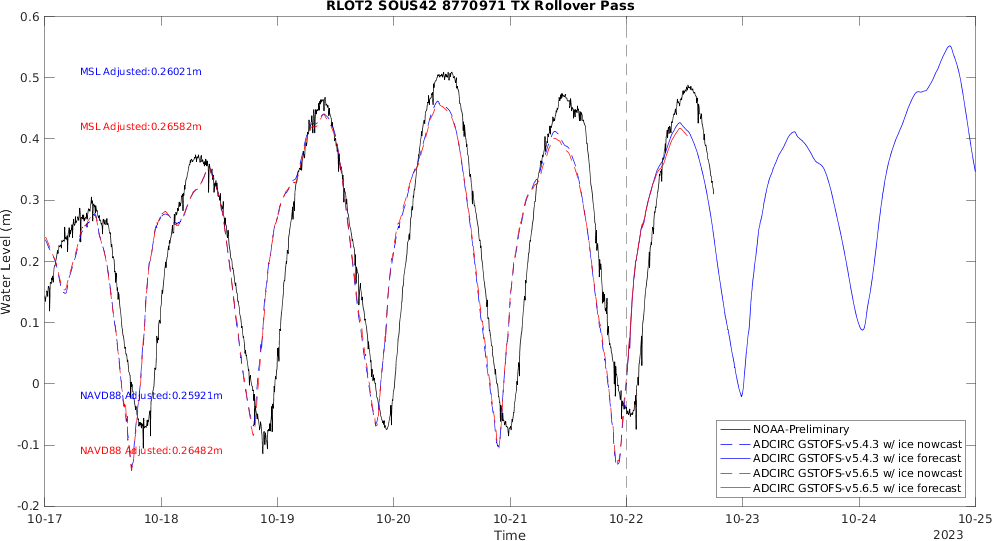 RLOT2 SOUS42 8770971 TX Rollover Pass
0.6
0.5
0.4
0.3
0.2
0.1
0
-0.1
-0.2
Water Level (m)
MSL Adjusted:0.26021m
MSL Adjusted:0.26582m
NAVD88 Adjusted:0.25921m
NAVD88 Adjusted:0.26482m
NOAA-Preliminary
ADCIRC GSTOFS-v5.4.3 w/ ice nowcast
ADCIRC GSTOFS-v5.4.3 w/ ice forecast
ADCIRC GSTOFS-v5.6.5 w/ ice nowcast
ADCIRC GSTOFS-v5.6.5 w/ ice forecast
10-17 10-18 10-19 10-20 10-21 10-22 10-23 10-24 10-25
Time
2023